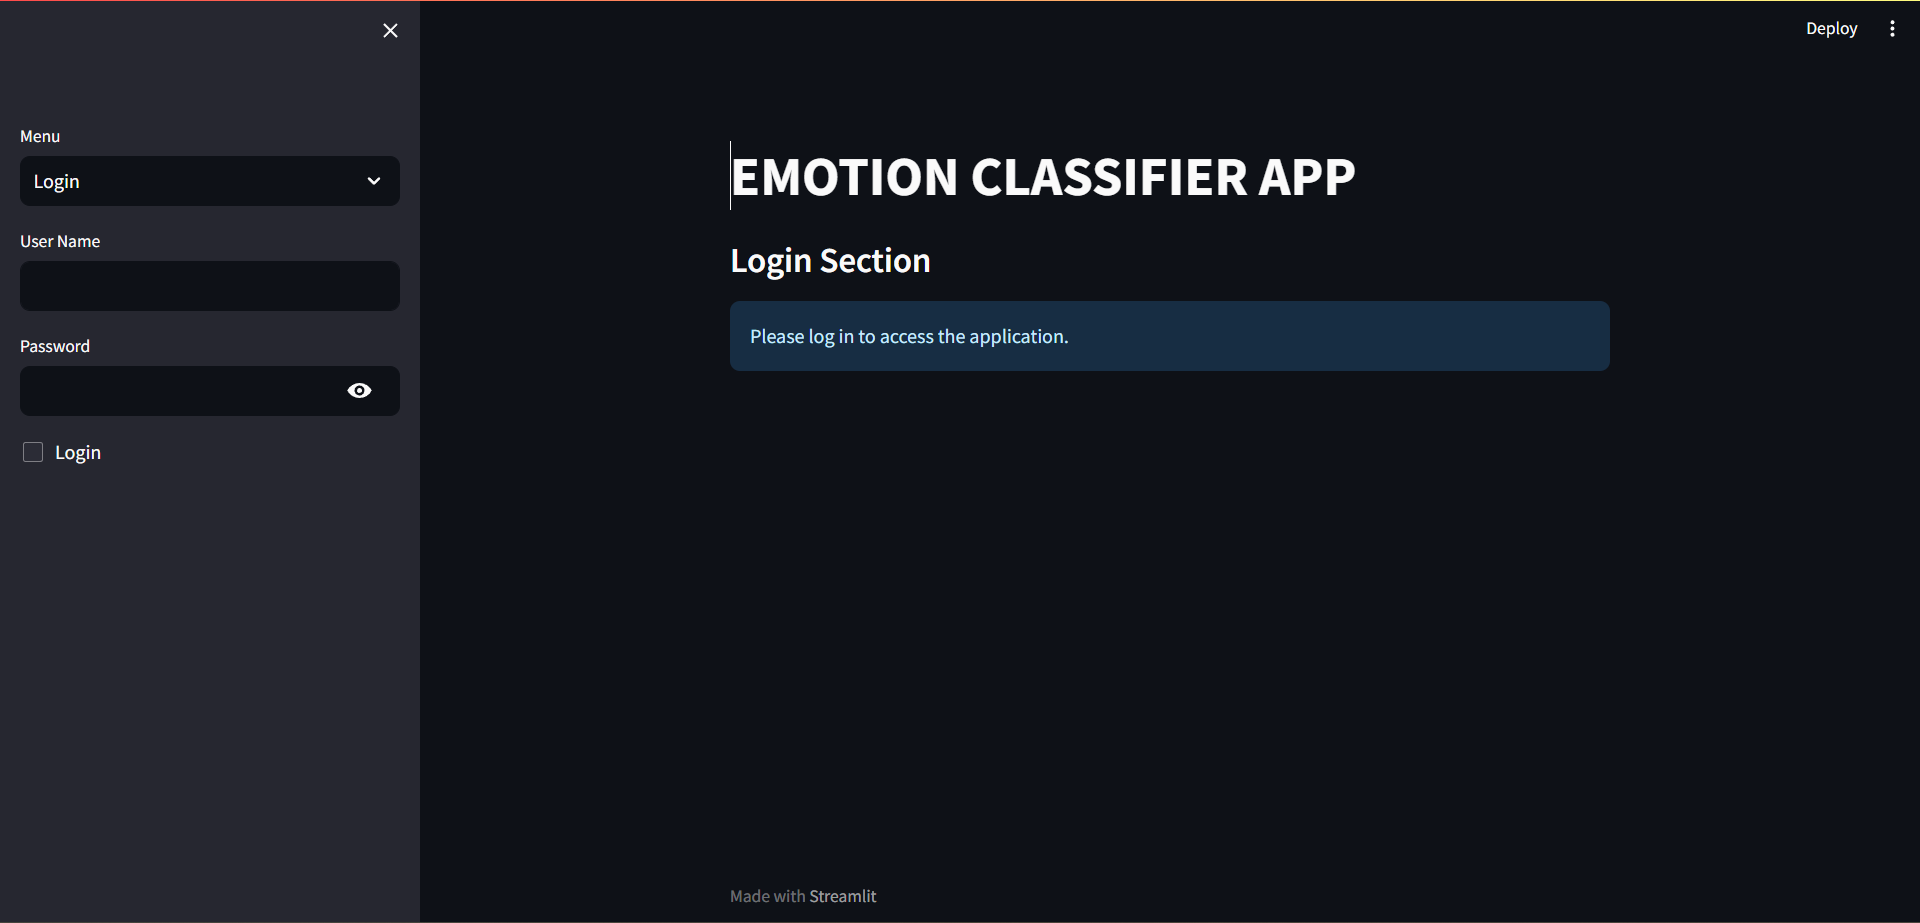 Deploy
Menu
Login
User Name
Password
Login
EMOTION CLASSIFIER APP
Login Section
Please log in to access the application.
Made with Streamlit